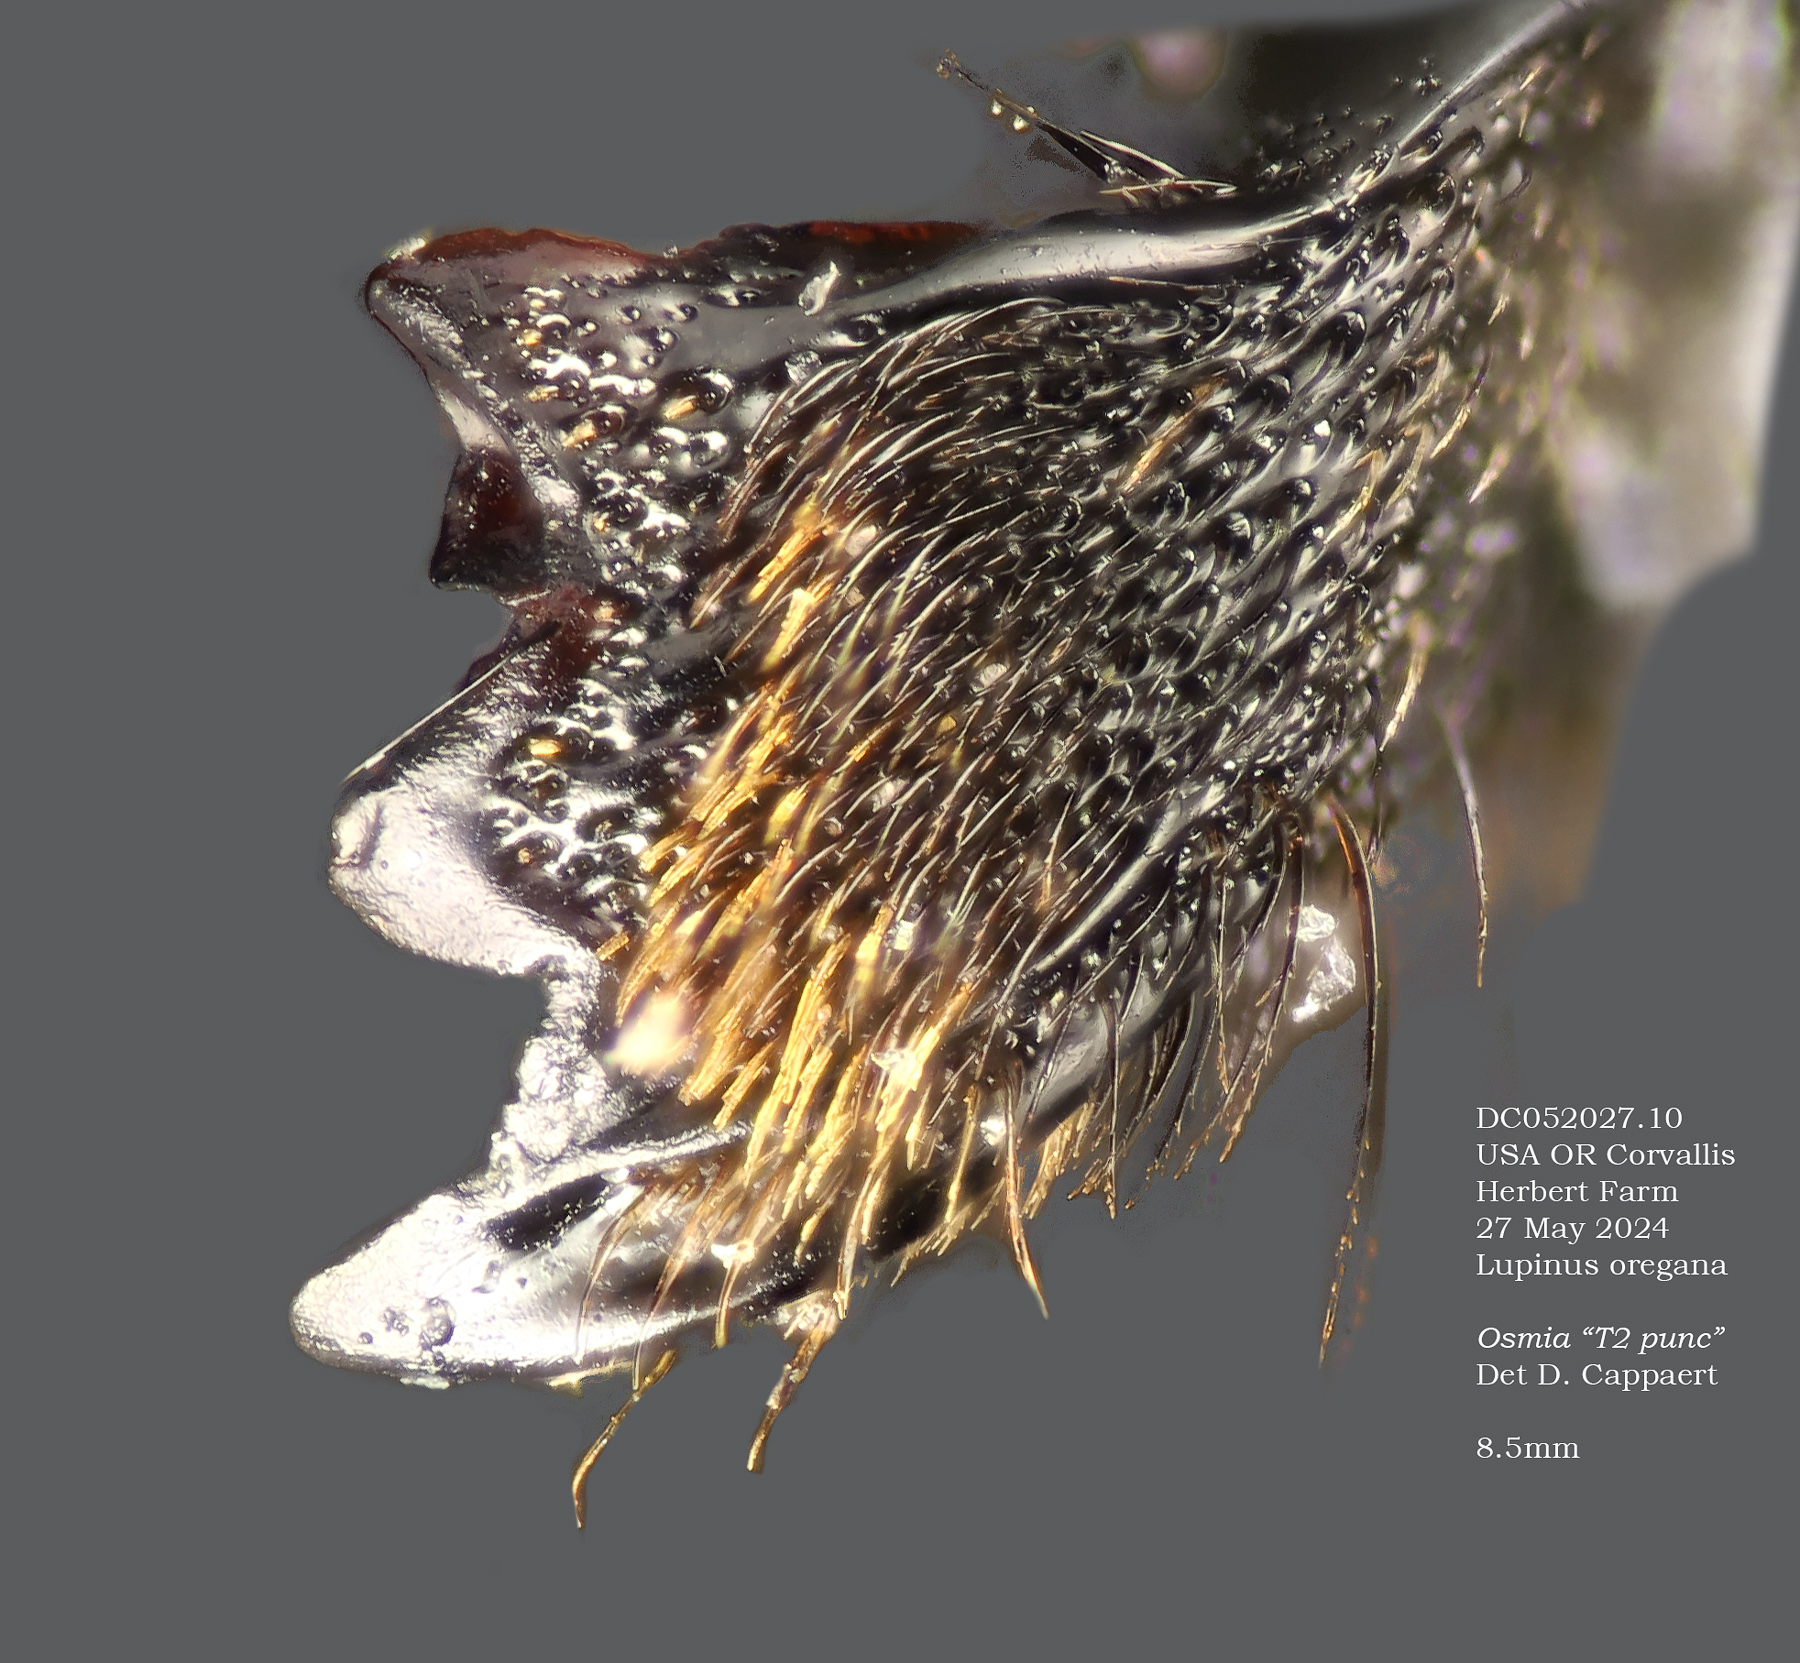 DC052027.10
USA OR Corvallis
Herbert Farm
27 May 2024
Lupinus oregana
Osmia “T2 punc”
Det D. Cappaert
8.5mm